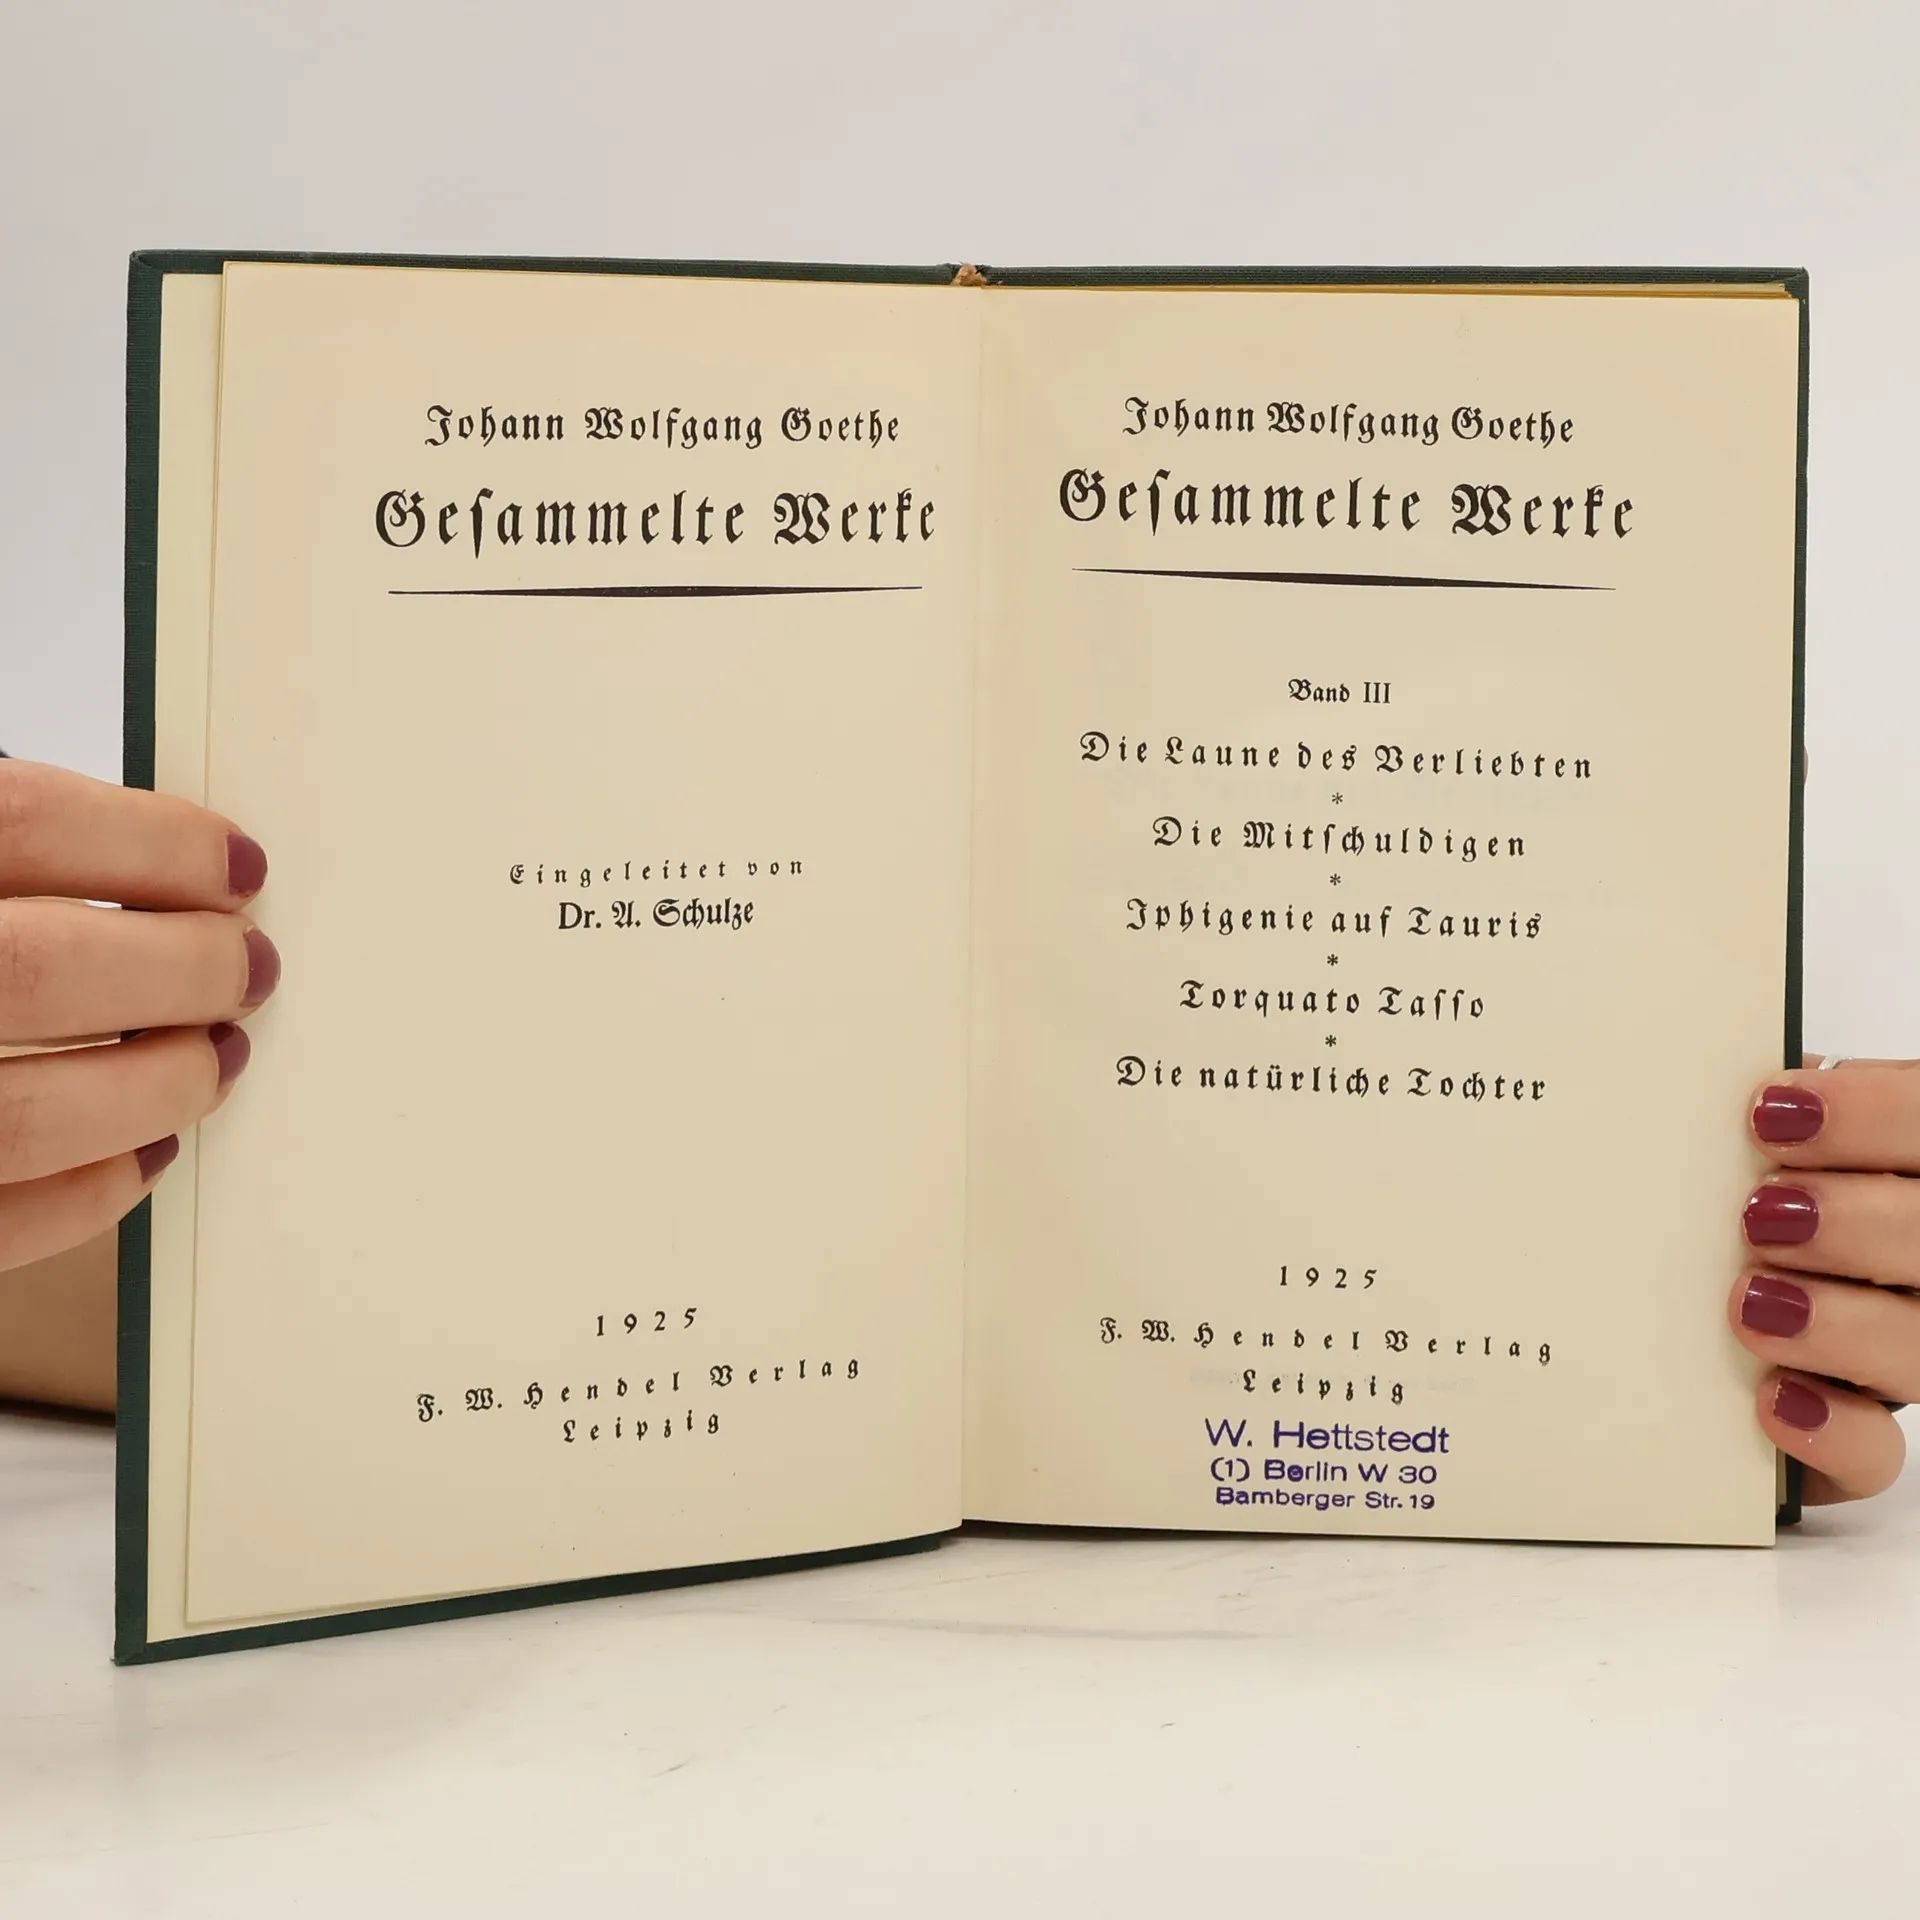 Johann Wolfgang Goethe
Geſammelte Werke
Eingeleitet von
Dr. A. Schulze
1925
F. W. Hendel Verlag
Leipzig
Johann Wolfgang Goethe
Geſammelte Werke
Band III
Die Laune des Verliebten
*
Die Mitſchuldigen
*
Iphigenie auf Tauris
*
Torquato Taſſo
*
Die natürliche Tochter
1925
F. W. Hendel Verlag
Leipzig
W. Hettstedt
(1) Berlin W 30
Bamberger Str. 19